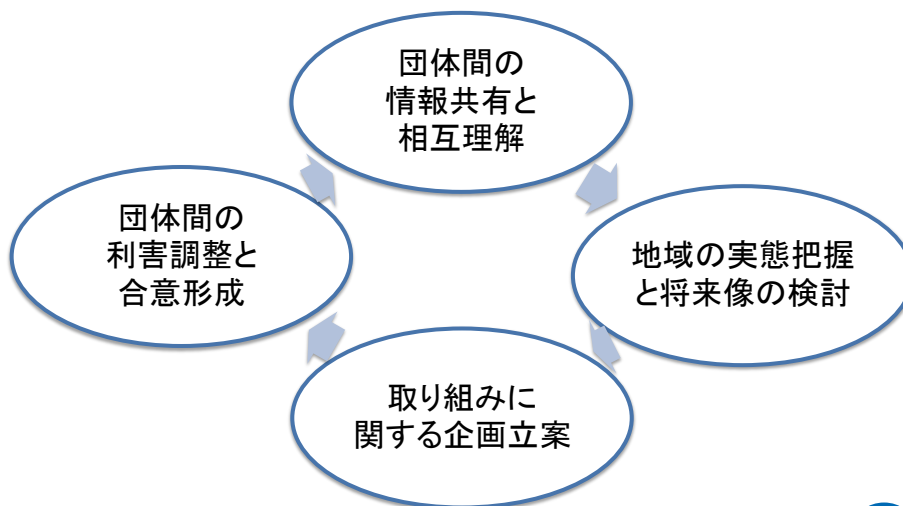 団体間の
情報共有と
相互理解
団体間の
利害調整と
合意形成
地域の実態把握
と将来像の検討
取り組みに
関する企画立案